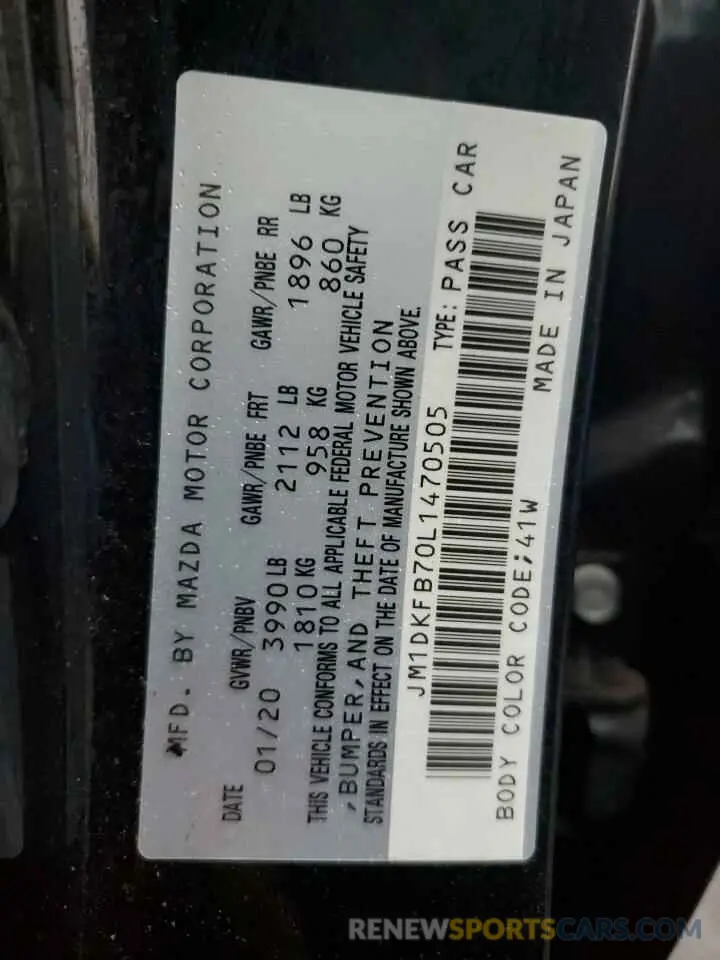 MFD. BY MAZDA MOTOR CORPORATION
DATE GVWR/PNBV GAWR/PNBE FRT GAWR/PNBE RR
01/20 3990 LB 2112 LB 1896 LB
1810 KG 958 KG 860 KG
THIS VEHICLE CONFORMS TO ALL APPLICABLE FEDERAL MOTOR VEHICLE SAFETY
,BUMPER,AND THEFT PREVENTION
STANDARDS IN EFFECT ON THE DATE OF MANUFACTURE SHOWN ABOVE.
JM1DKFB70L1470505 TYPE: PASS CAR
BODY COLOR CODE;41W MADE IN JAPAN
RENEWSPORTSCARS.COM